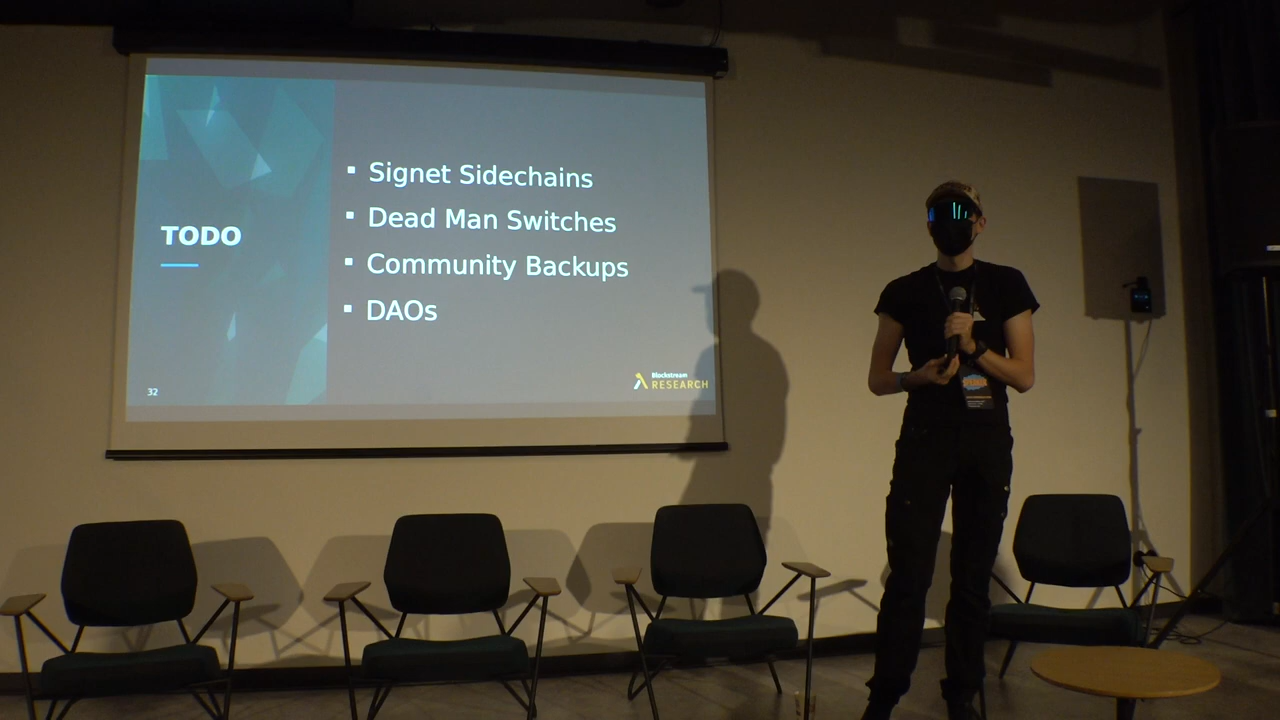 TODO
▪ Signet Sidechains
▪ Dead Man Switches
▪ Community Backups
▪ DAOs
32
Blockstream
RESEARCH